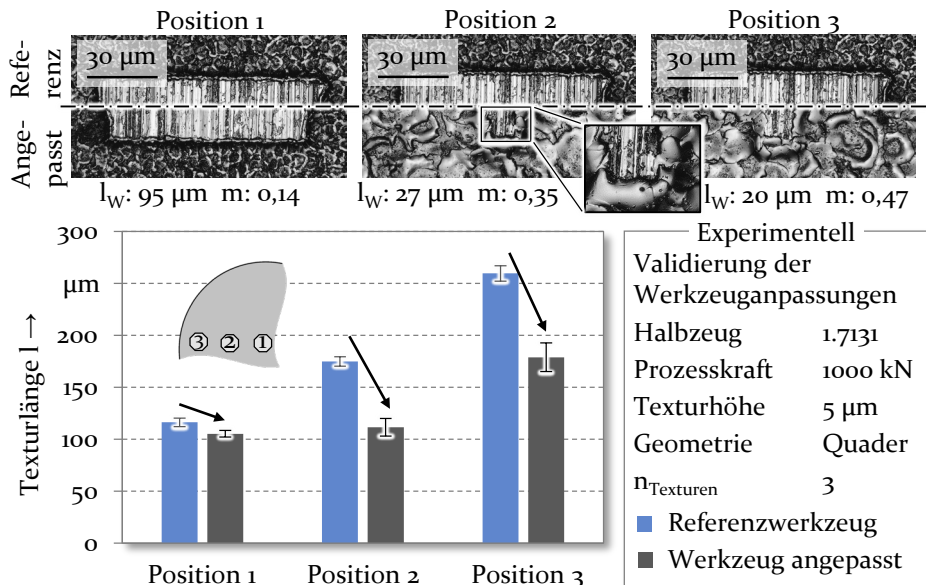 Position 1
Position 2
Position 3
Refe-
renz
30 µm
30 µm
30 µm
Ange-
passt
l_W: 95 µm m: 0,14
l_W: 27 µm m: 0,35
l_W: 20 µm m: 0,47
300
µm
200
150
100
50
0
Texturlänge l →
3 2 1
Position 1
Position 2
Position 3
Experimentell
Validierung der
Werkzeuganpassungen
Halbzeug 1.7131
Prozesskraft 1000 kN
Texturhöhe 5 µm
Geometrie Quader
n_Texturen 3
Referenzwerkzeug
Werkzeug angepasst